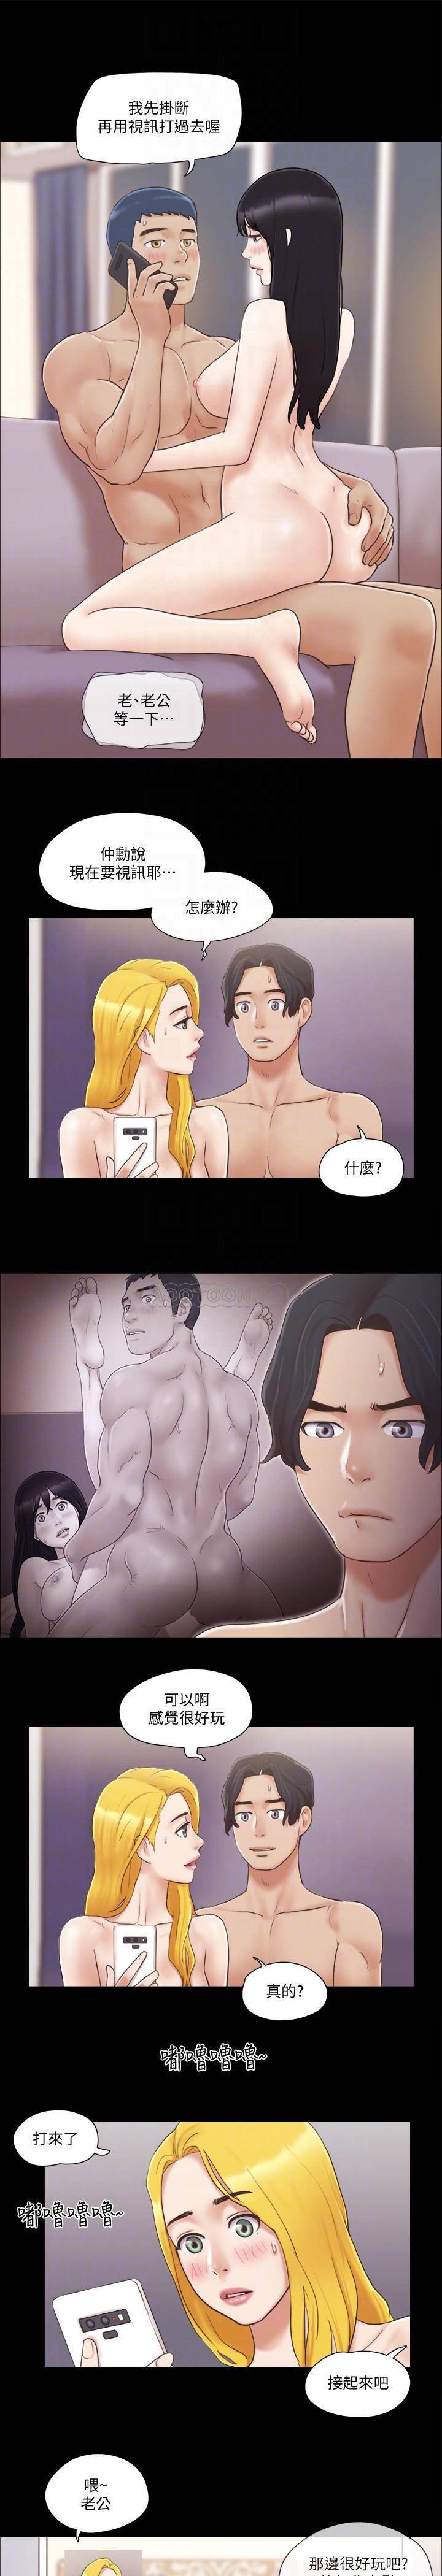 我先掛斷
再用視訊打過去喔
老、老公
等一下…
仲勳說
現在要視訊耶…
怎麼辦?
什麼?
可以啊
感覺很好玩
真的?
嘟嚕嚕嚕~
打來了
嘟嚕嚕嚕~
接起來吧
喂~
老公
那邊很好玩吧?